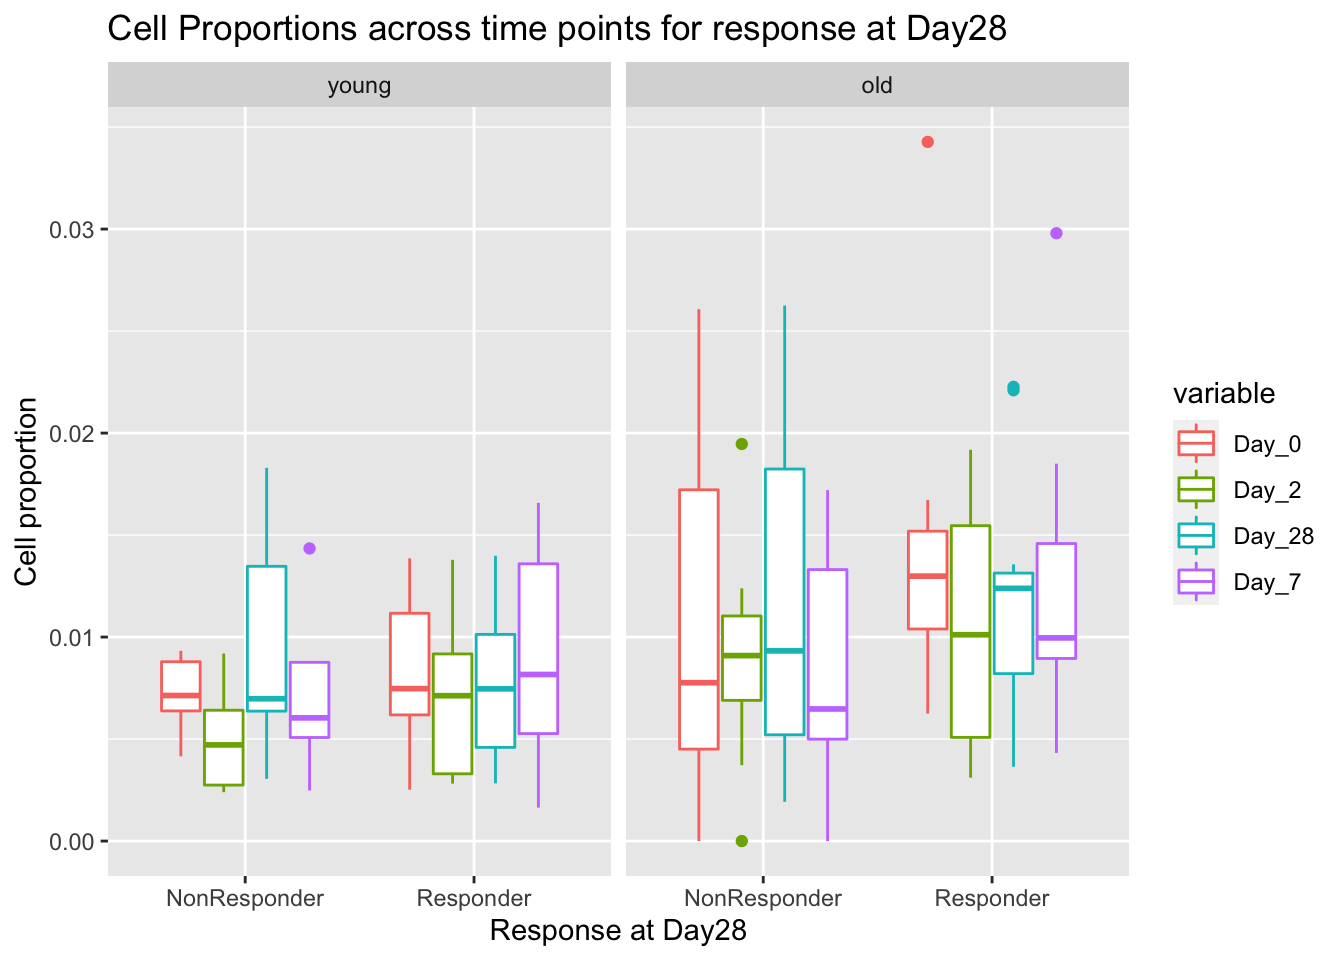 Cell Proportions across time points for response at Day28
young
old
0.03
0.02
0.01
0.00
Cell proportion
NonResponder
Responder
NonResponder
Responder
Response at Day28
variable
Day_0
Day_2
Day_28
Day_7